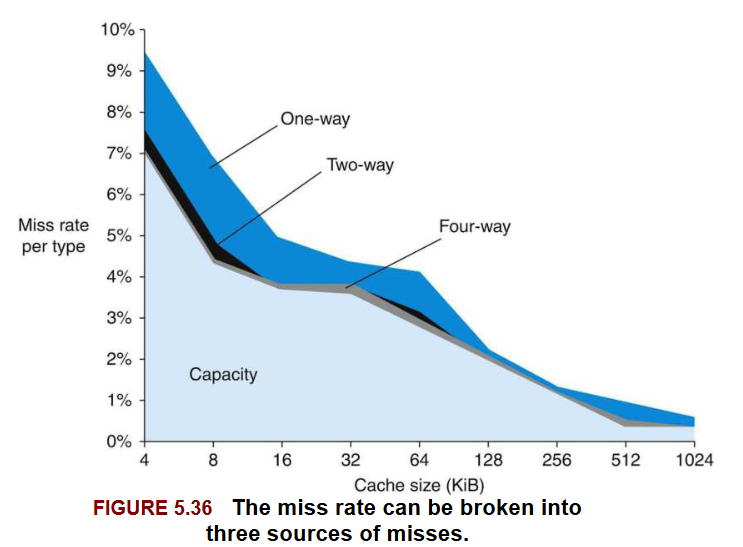 10%
9%
8%
One-way
7%
Two-way
6%
Miss rate
per type
5%
Four-way
4%
3%
2%
Capacity
1%
0%
4 8 16 32 64 128 256 512 1024
Cache size (KiB)
FIGURE 5.36 The miss rate can be broken into
three sources of misses.